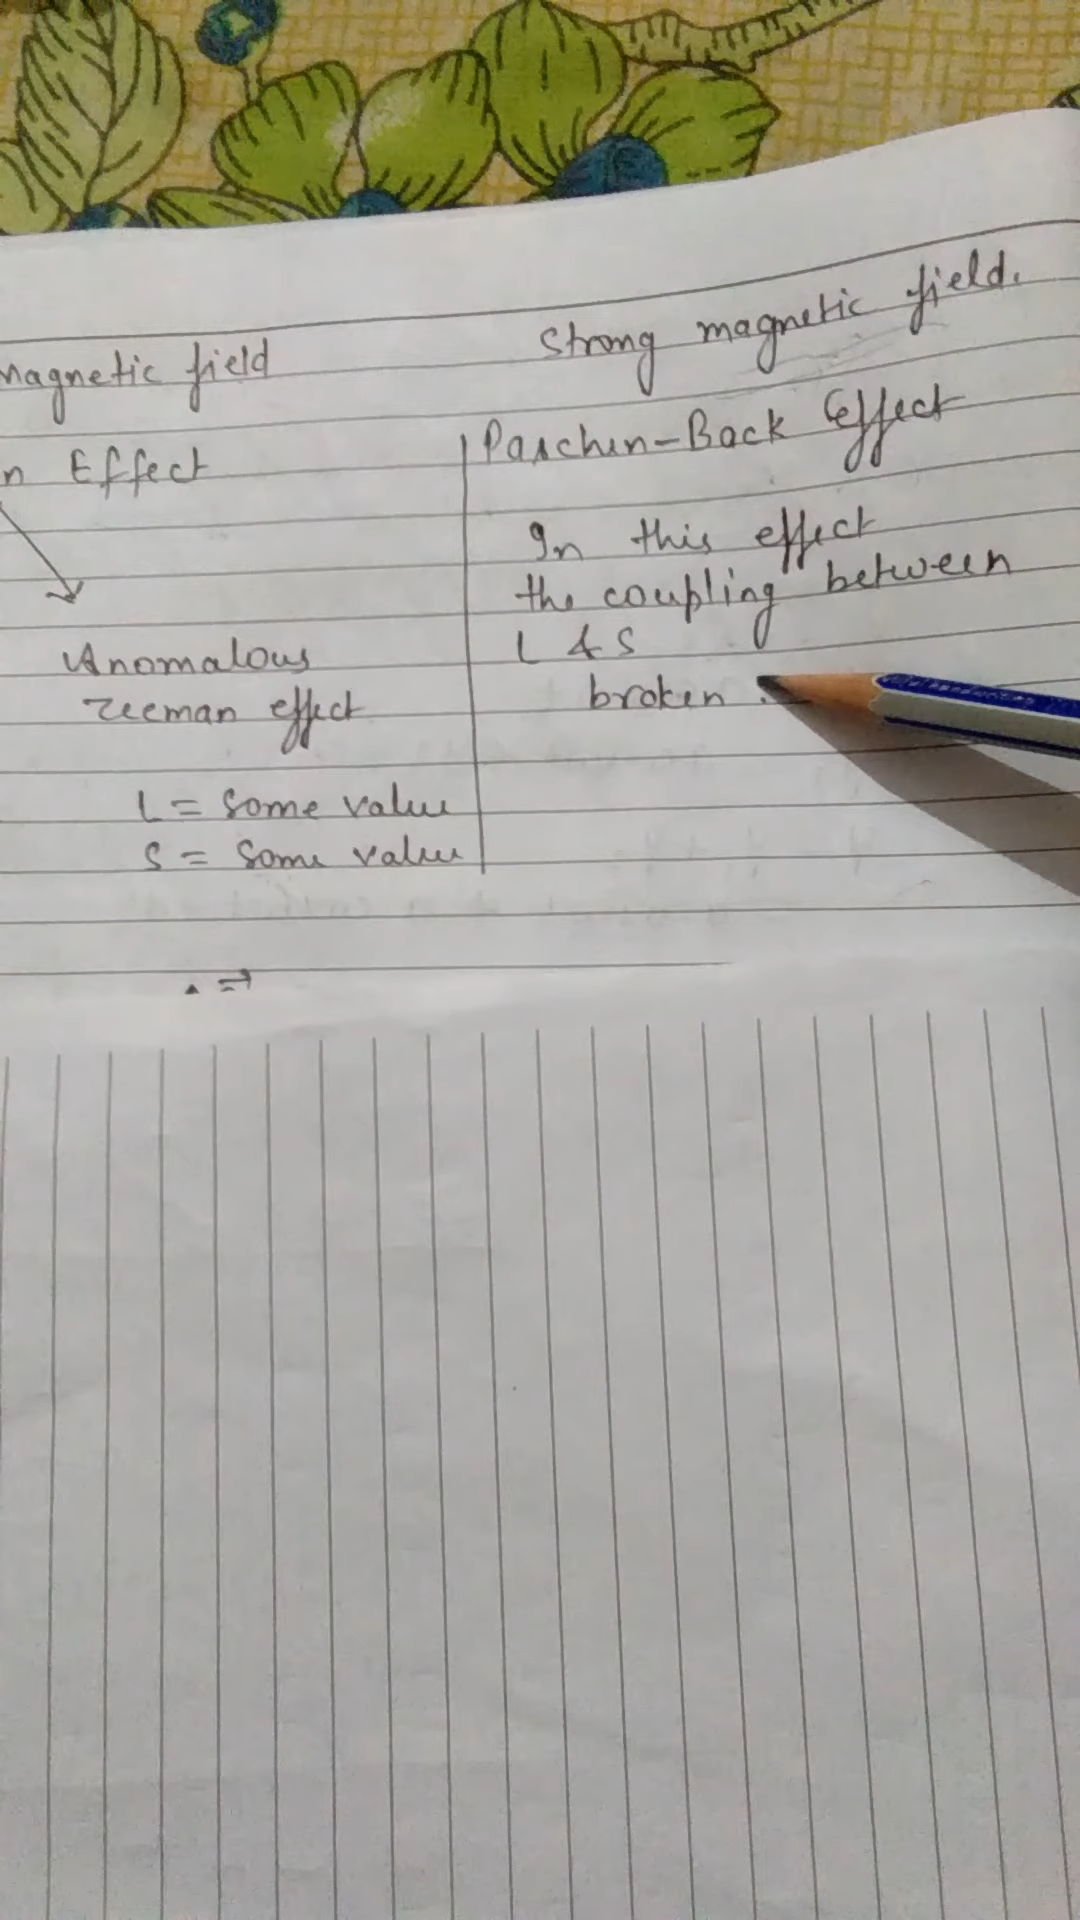 magnetic field
Strong magnetic field.
n Effect
Paschen-Back Effect
In this effect
the coupling between
L & S
broken.
Anomalous
Zeeman effect
L = Some value
S = Some value